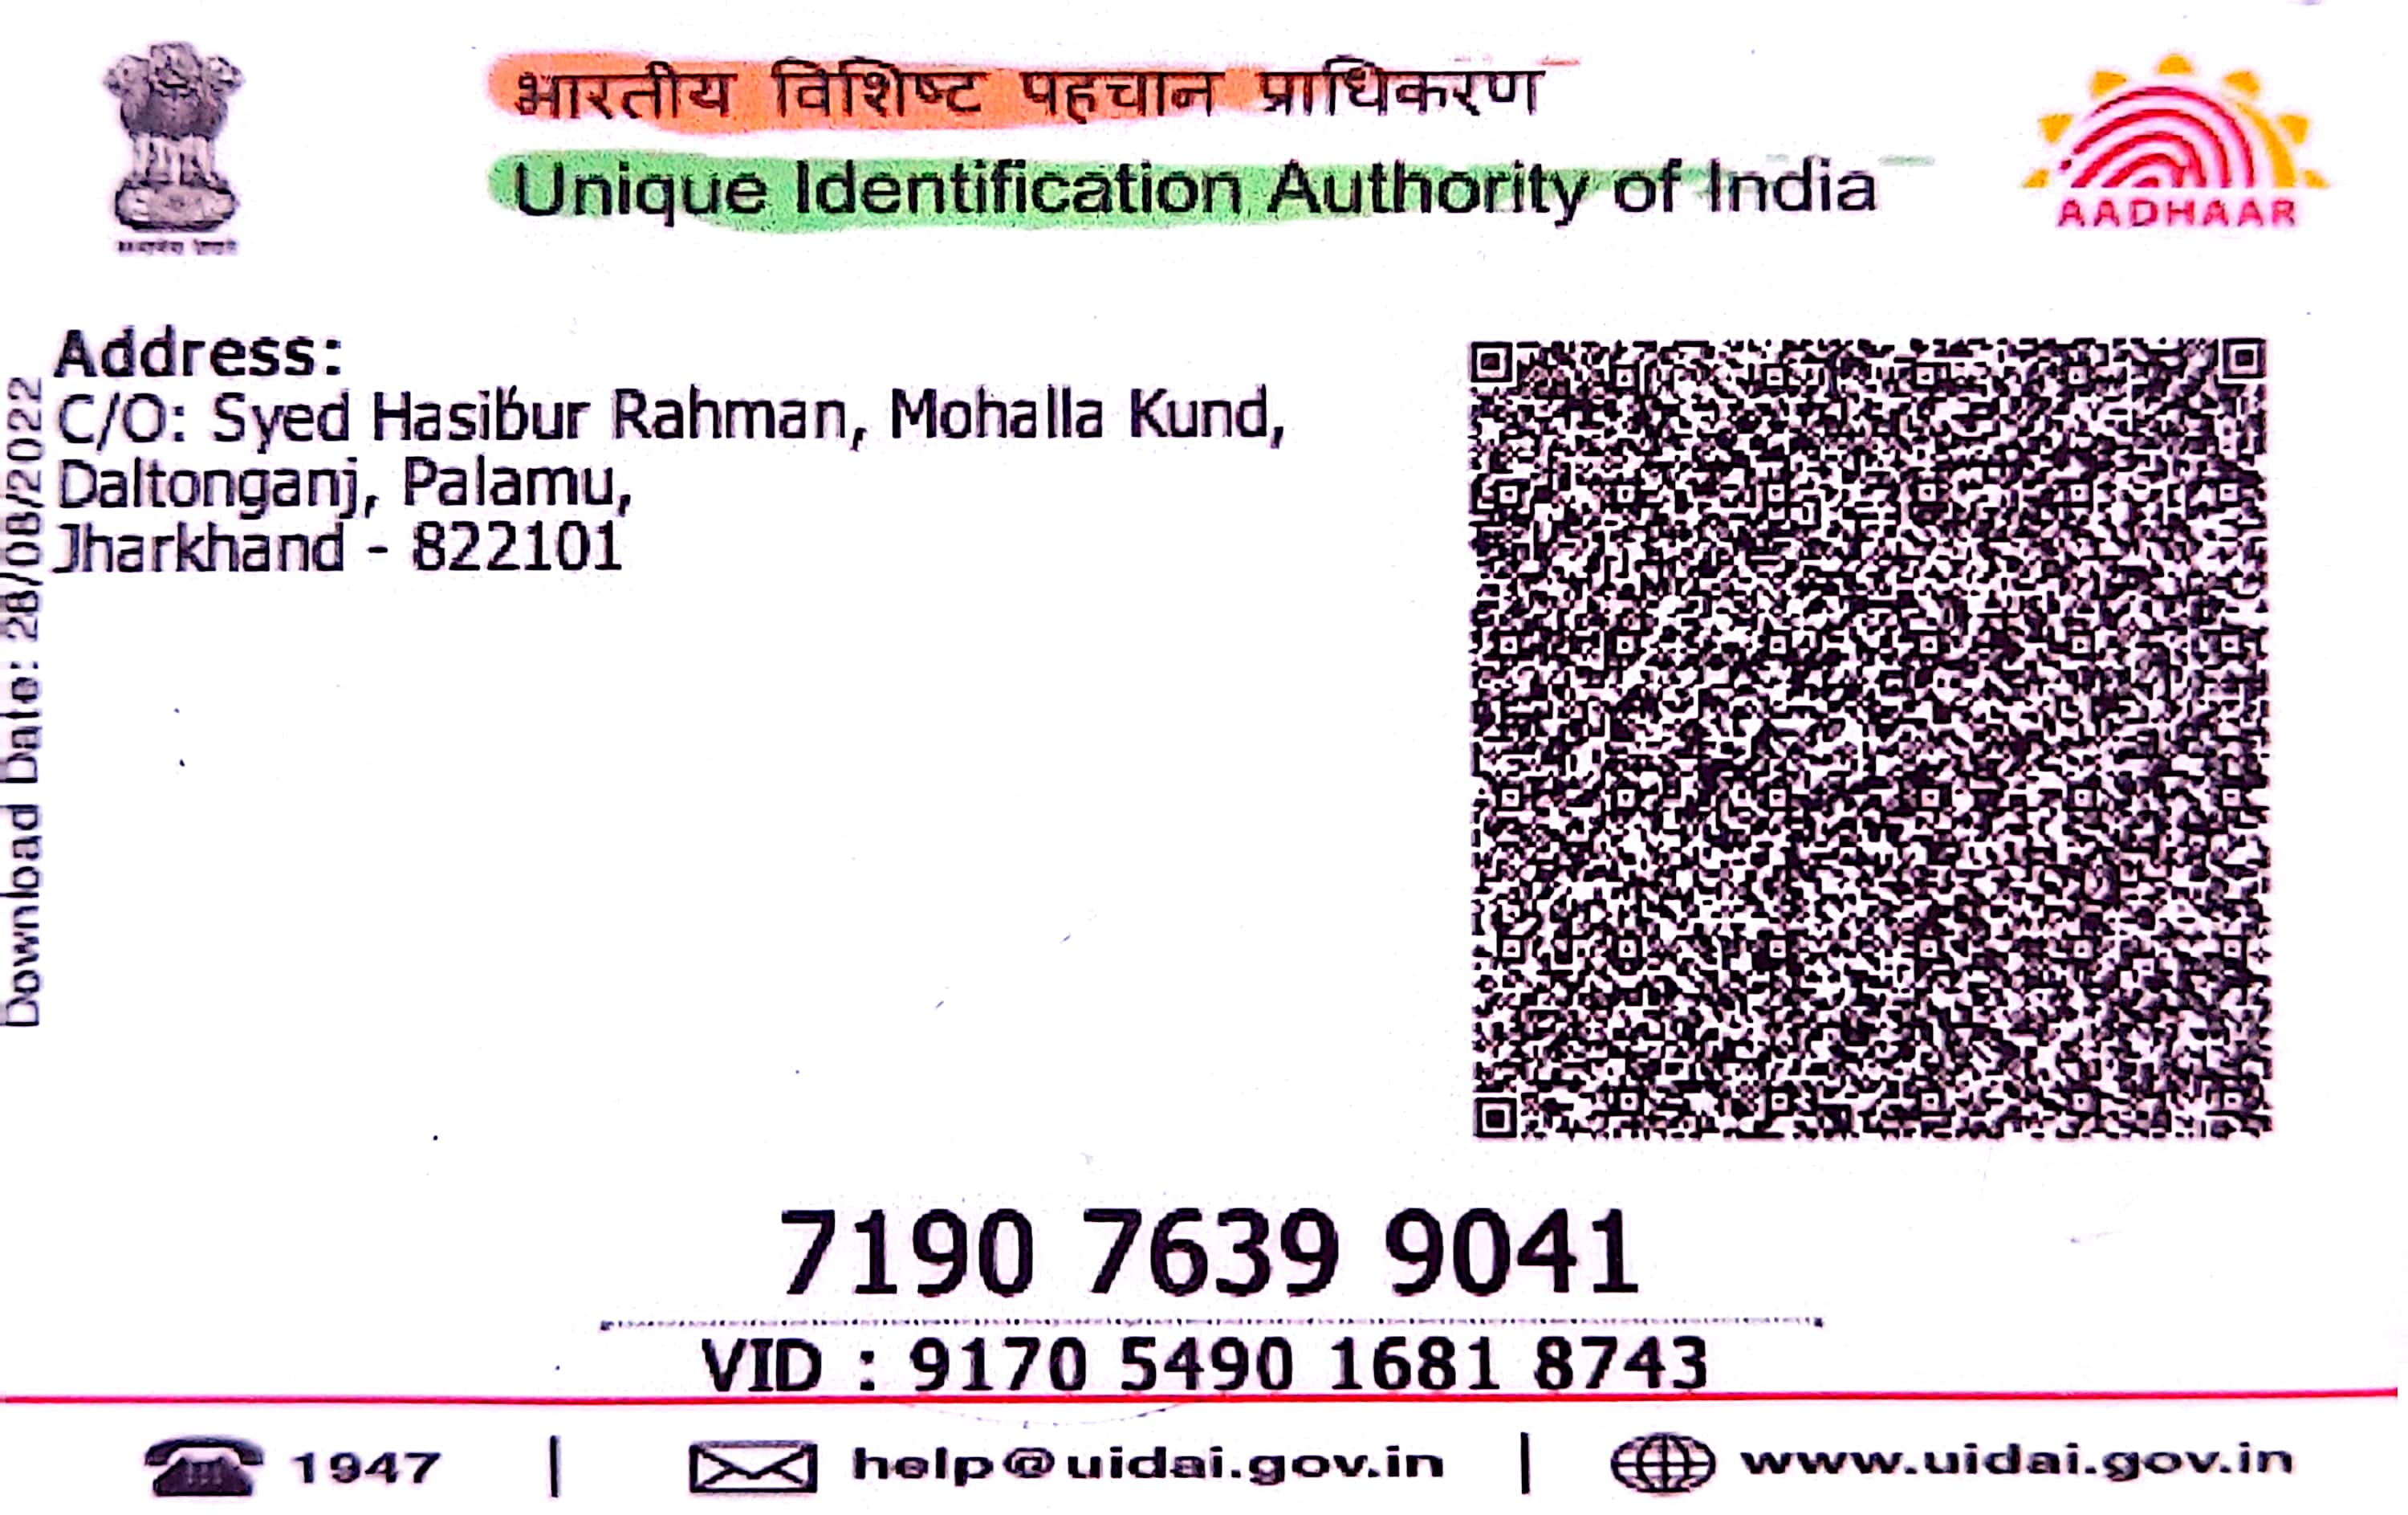 भारतीय विशिष्ट पहचान प्राधिकरण
Unique Identification Authority of India
AADHAAR
Address:
C/O: Syed Hasibur Rahman, Mohalla Kund,
Daltonganj, Palamu,
Jharkhand - 822101
Download Date: 28/08/2022
7190 7639 9041
VID : 9170 5490 1681 8743
1947 | help@uidai.gov.in | www.uidai.gov.in